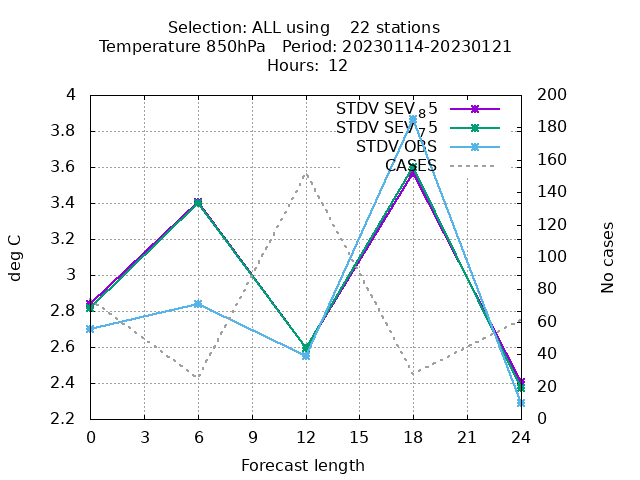 Selection: ALL using    22 stations
Temperature 850hPa   Period: 20230114-20230121
Hours: 12
4
3.8
3.6
3.4
3.2
3
2.8
2.6
2.4
2.2
200
180
160
140
120
100
80
60
40
20
0
deg C
No cases
STDV SEV_8 5
STDV SEV_7 5
STDV OBS
CASES
0 3 6 9 12 15 18 21 24
Forecast length